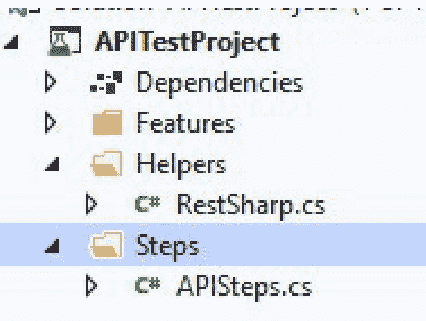 APITestProject
Dependencies
Features
Helpers
C# RestSharp.cs
Steps
C# APISteps.cs